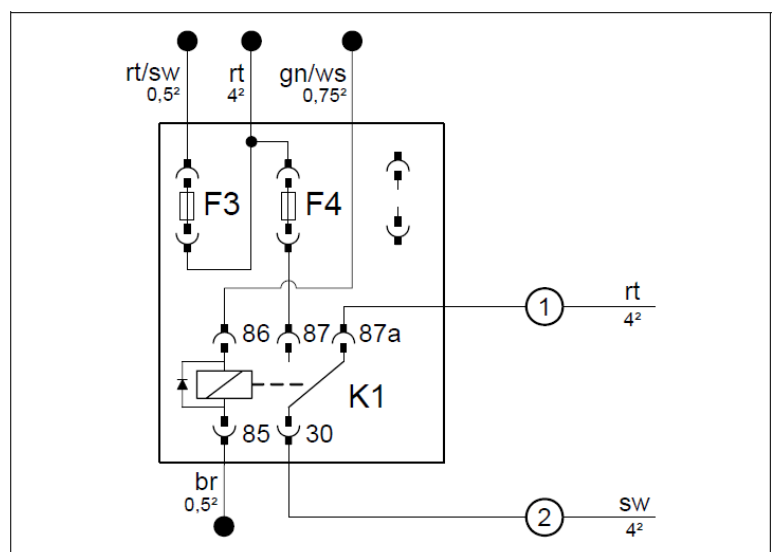 rt/sw
0,5²
rt
4²
gn/ws
0,75²
F3
F4
86
87
87a
1
rt
4²
K1
85
30
br
0,5²
2
sw
4²